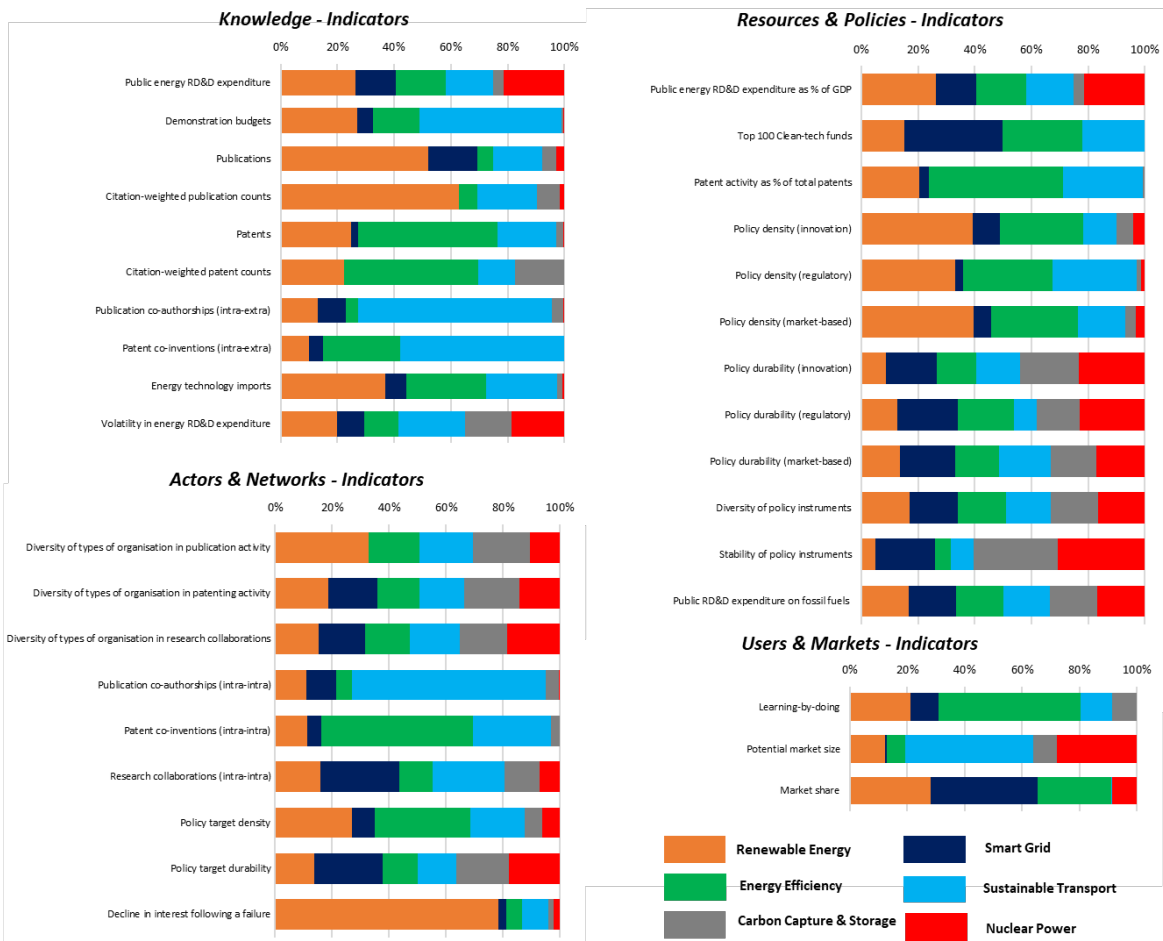 Knowledge - Indicators
0% 20% 40% 60% 80% 100%
Public energy RD&D expenditure
Demonstration budgets
Publications
Citation-weighted publication counts
Patents
Citation-weighted patent counts
Publication co-authorships (intra-extra)
Patent co-inventions (intra-extra)
Energy technology imports
Volatility in energy RD&D expenditure
Actors & Networks - Indicators
0% 20% 40% 60% 80% 100%
Diversity of types of organisation in publication activity
Diversity of types of organisation in patenting activity
Diversity of types of organisation in research collaborations
Publication co-authorships (intra-intra)
Patent co-inventions (intra-intra)
Research collaborations (intra-intra)
Policy target density
Policy target durability
Decline in interest following a failure
Resources & Policies - Indicators
0% 20% 40% 60% 80% 100%
Public energy RD&D expenditure as % of GDP
Top 100 Clean-tech funds
Patent activity as % of total patents
Policy density (innovation)
Policy density (regulatory)
Policy density (market-based)
Policy durability (innovation)
Policy durability (regulatory)
Policy durability (market-based)
Diversity of policy instruments
Stability of policy instruments
Public RD&D expenditure on fossil fuels
Users & Markets - Indicators
0% 20% 40% 60% 80% 100%
Learning-by-doing
Potential market size
Market share
Renewable Energy
Smart Grid
Energy Efficiency
Sustainable Transport
Carbon Capture & Storage
Nuclear Power